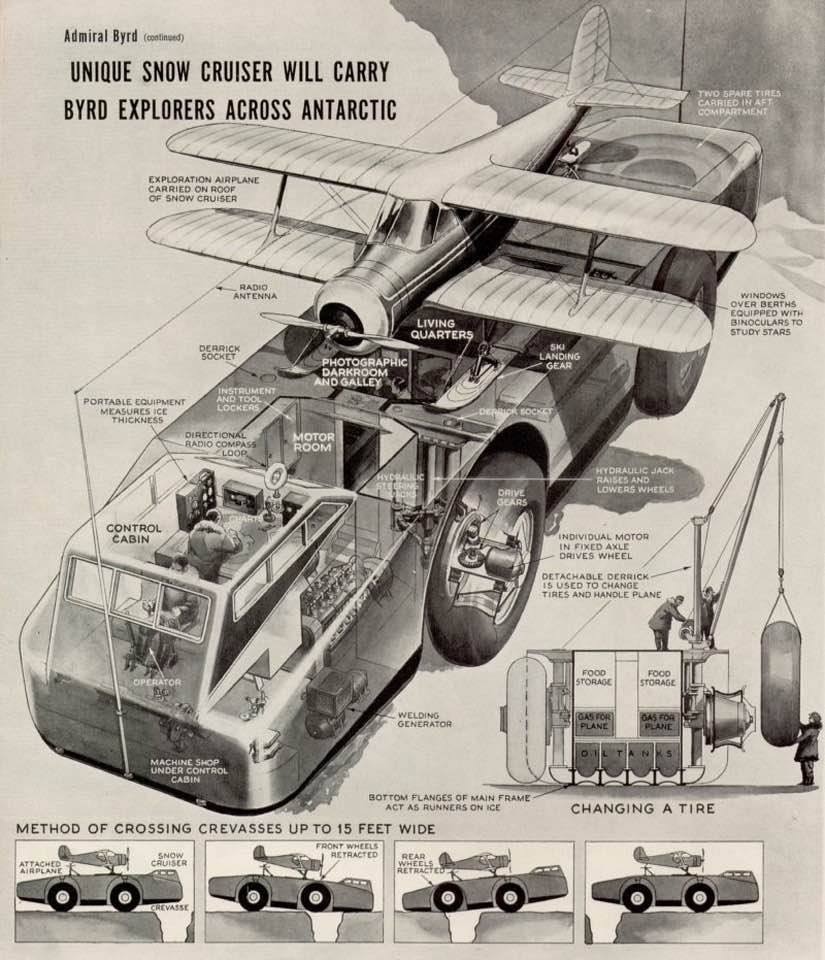 Admiral Byrd (continued)
UNIQUE SNOW CRUISER WILL CARRY
BYRD EXPLORERS ACROSS ANTARCTIC
TWO SPARE TIRES
CARRIED IN AFT
COMPARTMENT
EXPLORATION AIRPLANE
CARRIED ON ROOF
OF SNOW CRUISER
RADIO
ANTENNA
WINDOWS
OVER BERTHS
EQUIPPED WITH
BINOCULARS TO
STUDY STARS
LIVING
QUARTERS
DERRICK
SOCKET
PHOTOGRAPHIC
DARKROOM
AND GALLEY
SKI
LANDING
GEAR
INSTRUMENT
AND TOOL
LOCKERS
PORTABLE EQUIPMENT
MEASURES ICE
THICKNESS
DERRICK SOCKET
DIRECTIONAL
RADIO COMPASS
LOOP
MOTOR
ROOM
HYDRAULIC
STEERING
JACKS
HYDRAULIC JACK
RAISES AND
LOWERS WHEELS
DRIVE
GEARS
CHARTS
CONTROL
CABIN
INDIVIDUAL MOTOR
IN FIXED AXLE
DRIVES WHEEL
DETACHABLE DERRICK
IS USED TO CHANGE
TIRES AND HANDLE PLANE
OPERATOR
FOOD
STORAGE
FOOD
STORAGE
GAS FOR
PLANE
GAS FOR
PLANE
OIL TANKS
WELDING
GENERATOR
MACHINE SHOP
UNDER CONTROL
CABIN
BOTTOM FLANGES OF MAIN FRAME
ACT AS RUNNERS ON ICE
CHANGING A TIRE
METHOD OF CROSSING CREVASSES UP TO 15 FEET WIDE
ATTACHED
AIRPLANE
SNOW
CRUISER
CREVASSE
FRONT WHEELS
RETRACTED
REAR
WHEELS
RETRACTED